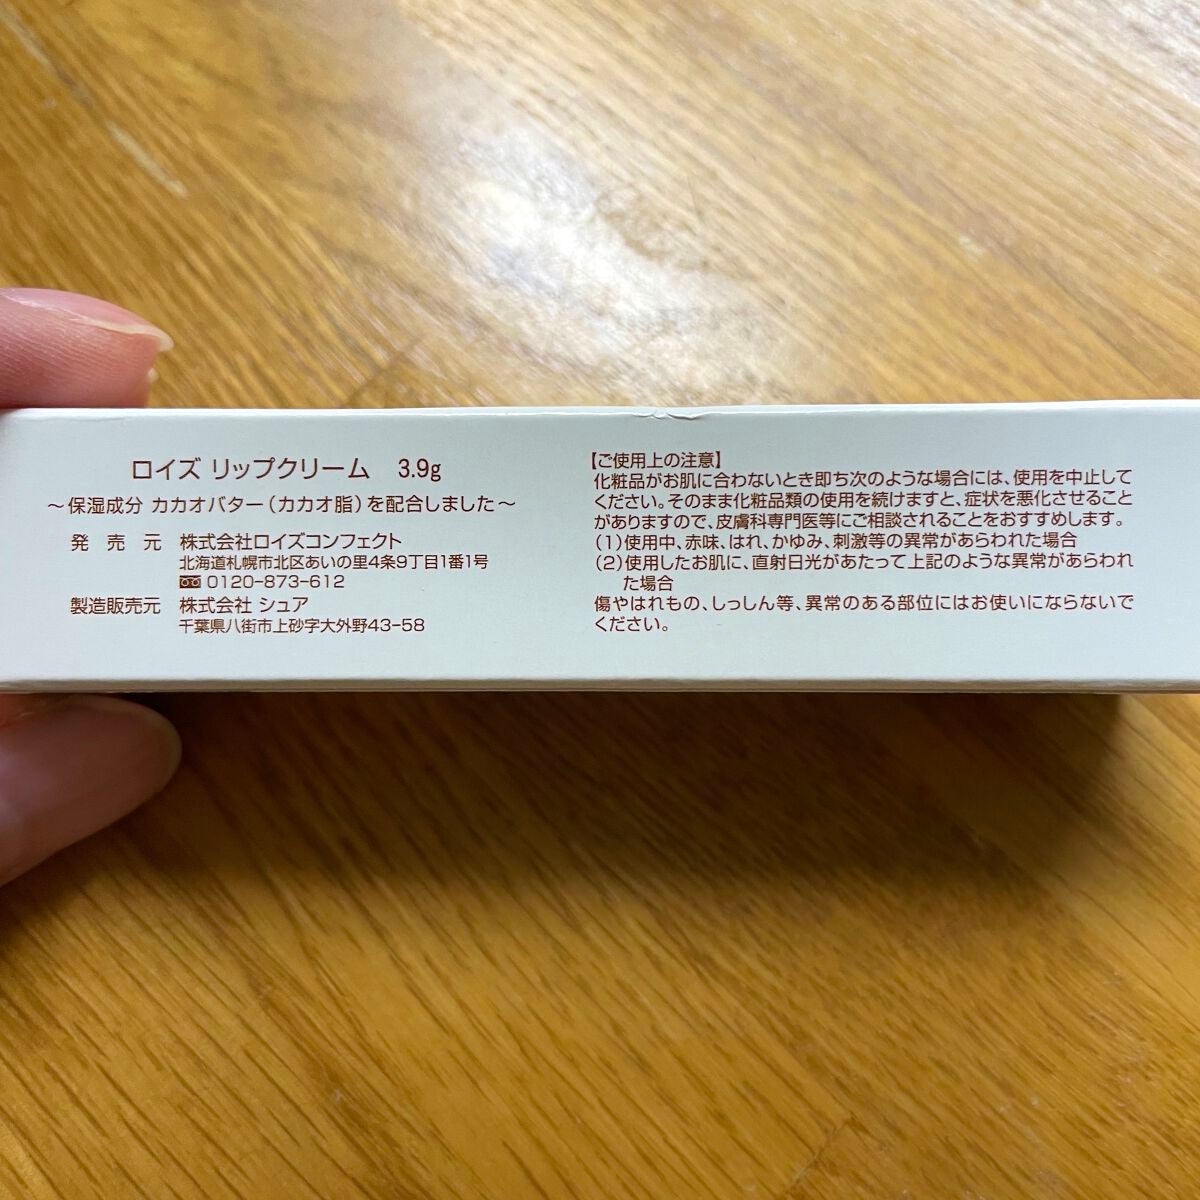 ロイズ リップクリーム 3.9g
～保湿成分 カカオバター(カカオ脂)を配合しました～
発売元 株式会社ロイズコンフェクト
北海道札幌市北区あいの里4条9丁目1番1号
0120-873-612
製造販売元 株式会社 シュア
千葉県八街市上砂字大外野43-58
【ご使用上の注意】
化粧品がお肌に合わないとき即ち次のような場合には、使用を中止して
ください。そのまま化粧品類の使用を続けますと、症状を悪化させること
がありますので、皮膚科専門医等にご相談されることをおすすめします。
(1)使用中、赤味、はれ、かゆみ、刺激等の異常があらわれた場合
(2)使用したお肌に、直射日光があたって上記のような異常があらわれ
た場合
傷やはれもの、しっしん等、異常のある部位にはお使いにならないで
ください。